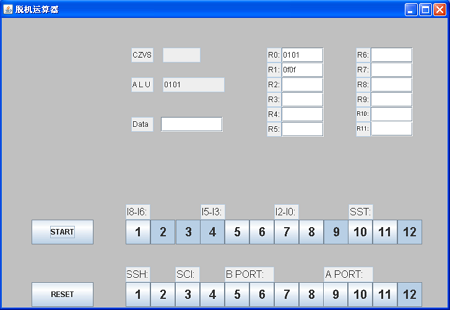 脱机运算器
CZVS
ALU 0101
Data
R0: 0101
R1: 0f0f
R2:
R3:
R4:
R5:
R6:
R7:
R8:
R9:
R10:
R11:
I8-I6: I5-I3: I2-I0: SST:
START 1 2 3 4 5 6 7 8 9 10 11 12
SSH: SCI: B PORT: A PORT:
RESET 1 2 3 4 5 6 7 8 9 10 11 12